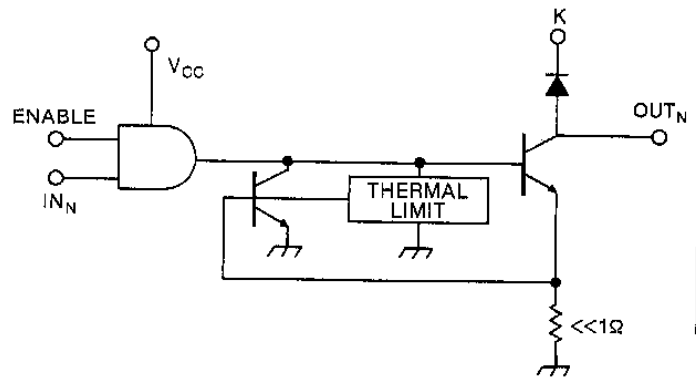 K
V_CC
ENABLE
OUT_N
IN_N
THERMAL
LIMIT
<<1Ω